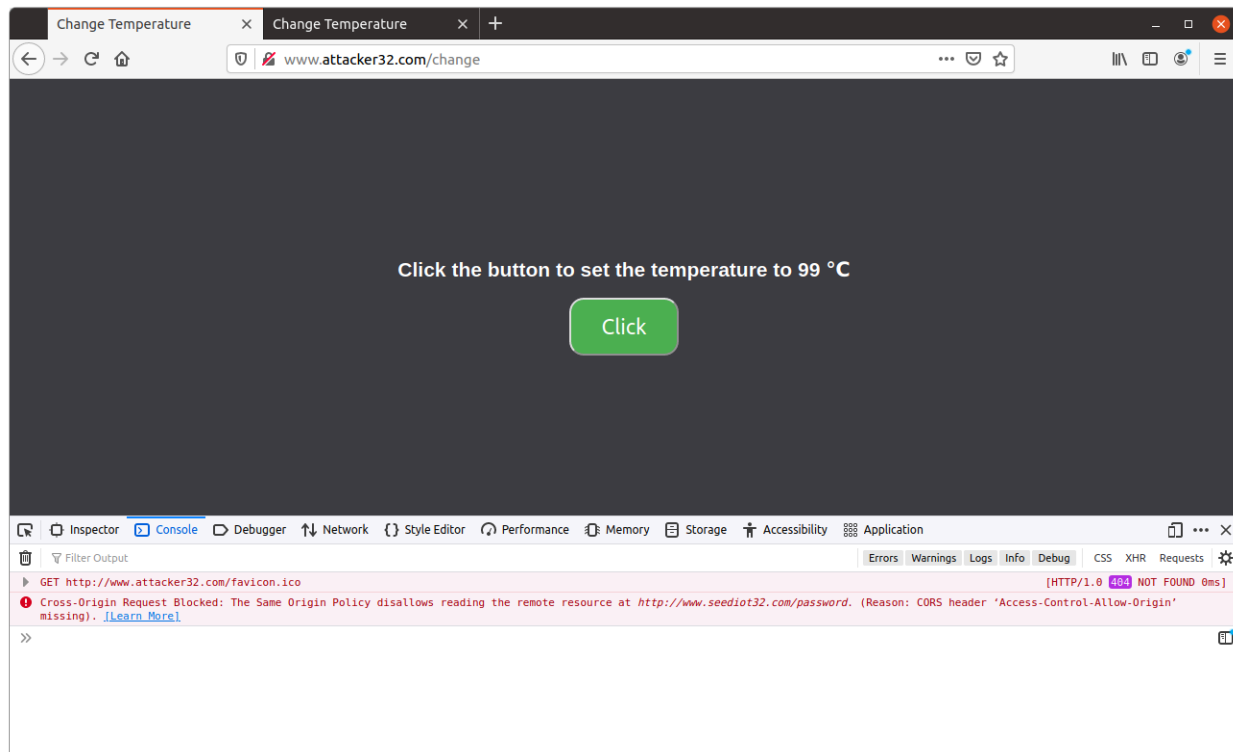 Change Temperature
Change Temperature
www.attacker32.com/change
Click the button to set the temperature to 99 °C
Click
Inspector Console Debugger Network Style Editor Performance Memory Storage Accessibility Application
Filter Output Errors Warnings Logs Info Debug CSS XHR Requests
GET http://www.attacker32.com/favicon.ico [HTTP/1.0 404 NOT FOUND 0ms]
Cross-Origin Request Blocked: The Same Origin Policy disallows reading the remote resource at http://www.seediot32.com/password. (Reason: CORS header ‘Access-Control-Allow-Origin’
missing). [Learn More]